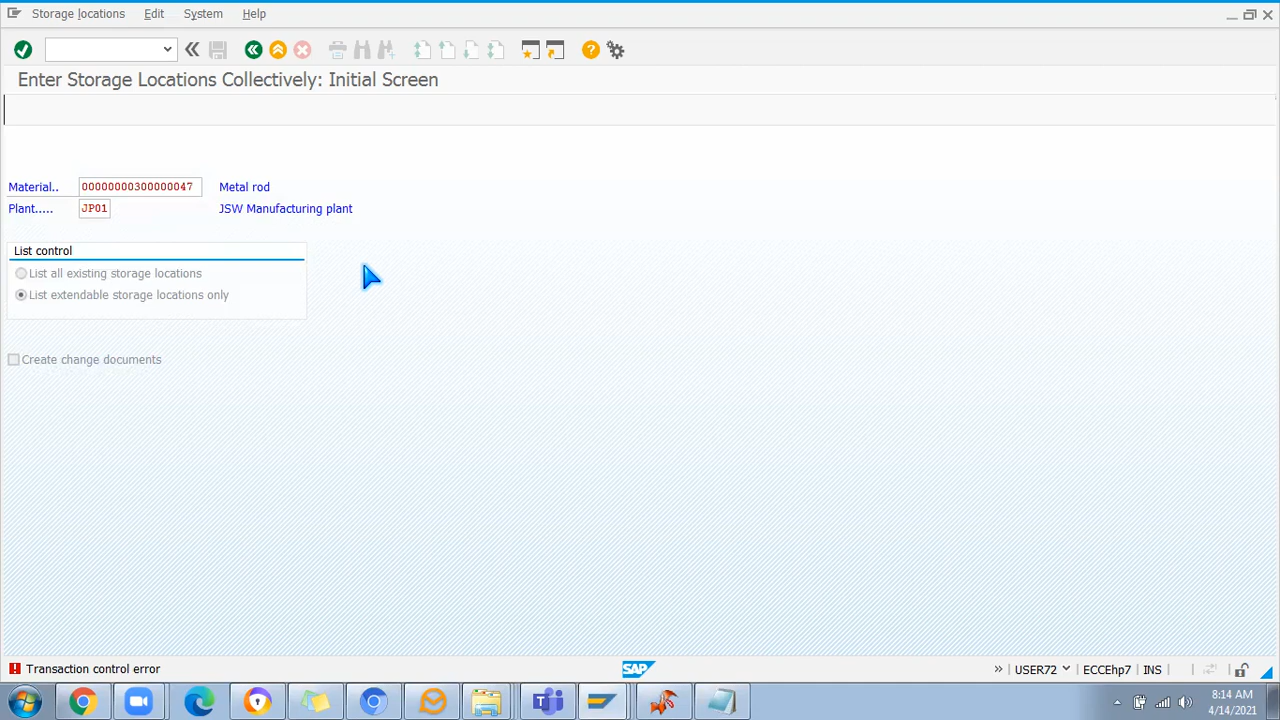 Storage locations Edit System Help
Enter Storage Locations Collectively: Initial Screen
Material.. 00000000300000047 Metal rod
Plant..... JP01 JSW Manufacturing plant
List control
List all existing storage locations
List extendable storage locations only
Create change documents
Transaction control error SAP » USER72 ECCEhp7 INS
8:14 AM
4/14/2021